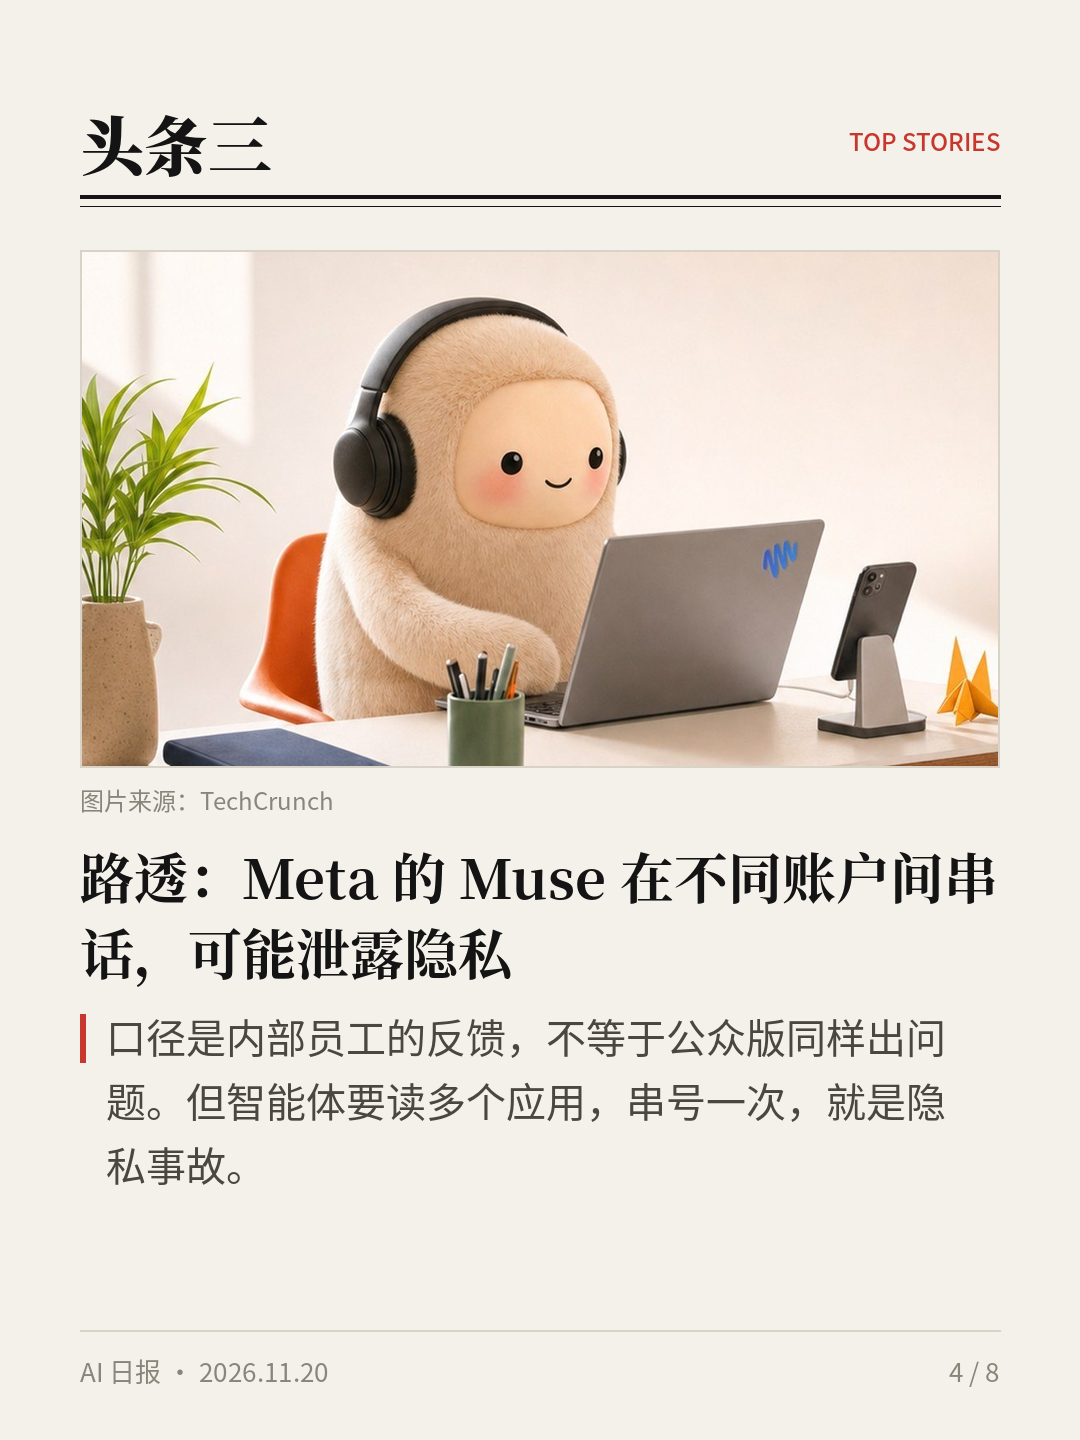 头条三
TOP STORIES
图片来源：TechCrunch
路透：Meta 的 Muse 在不同账户间串
话，可能泄露隐私
口径是内部员工的反馈，不等于公众版同样出问
题。但智能体要读多个应用，串号一次，就是隐
私事故。
AI 日报 · 2026.11.20
4 / 8